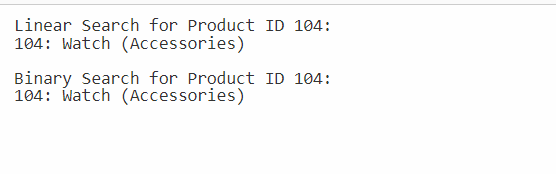 Linear Search for Product ID 104:
104: Watch (Accessories)
Binary Search for Product ID 104:
104: Watch (Accessories)